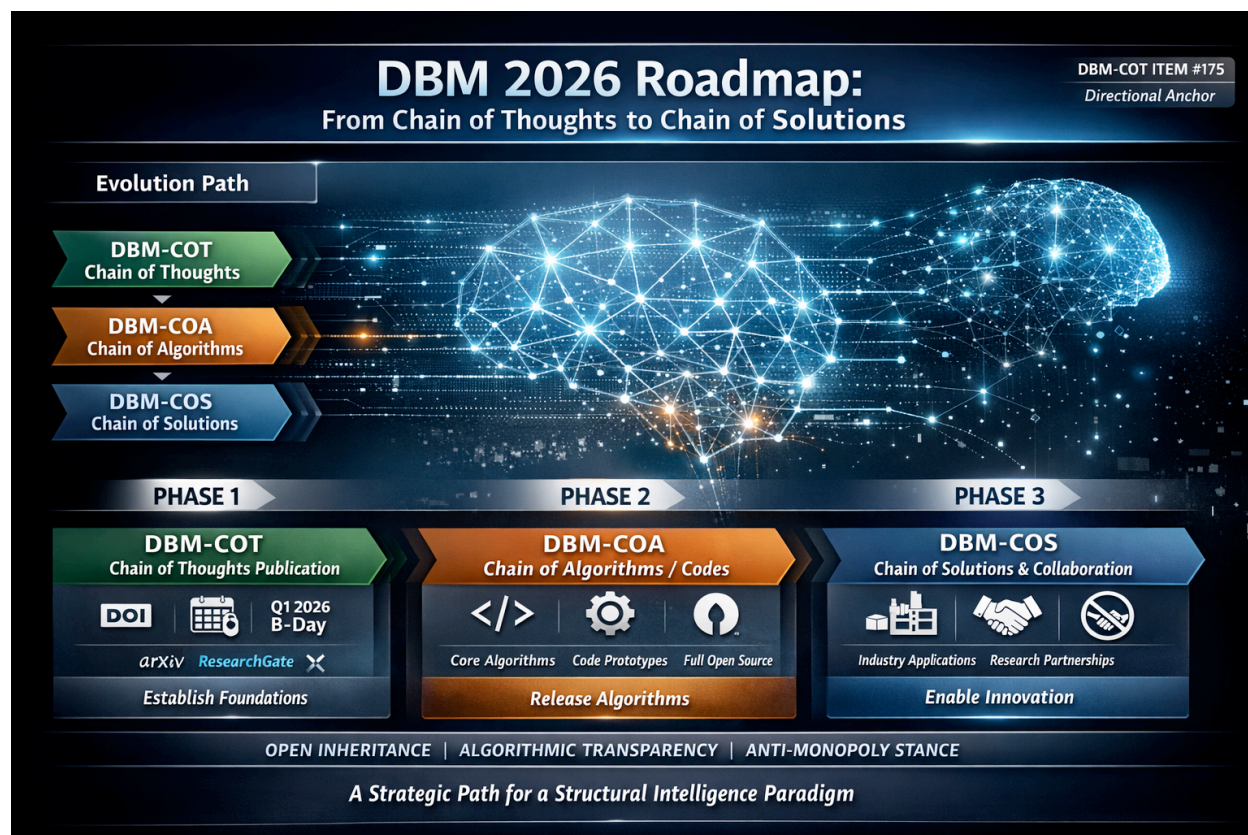 DBM 2026 Roadmap:
From Chain of Thoughts to Chain of Solutions
DBM-COT ITEM #175
Directional Anchor
Evolution Path
DBM-COT
Chain of Thoughts
DBM-COA
Chain of Algorithms
DBM-COS
Chain of Solutions
PHASE 1
PHASE 2
PHASE 3
DBM-COT
Chain of Thoughts Publication
DOI
Q1 2026
B-Day
arXiv ResearchGate
Establish Foundations
DBM-COA
Chain of Algorithms / Codes
</>
Core Algorithms Code Prototypes Full Open Source
Release Algorithms
DBM-COS
Chain of Solutions & Collaboration
Industry Applications Research Partnerships
Enable Innovation
OPEN INHERITANCE | ALGORITHMIC TRANSPARENCY | ANTI-MONOPOLY STANCE
A Strategic Path for a Structural Intelligence Paradigm